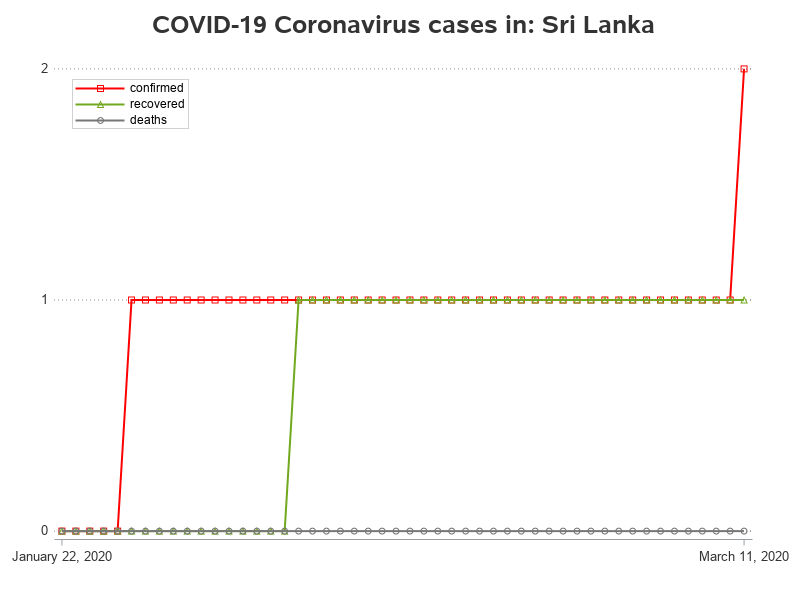 COVID-19 Coronavirus cases in: Sri Lanka
2
confirmed
recovered
deaths
1
0
January 22, 2020
March 11, 2020